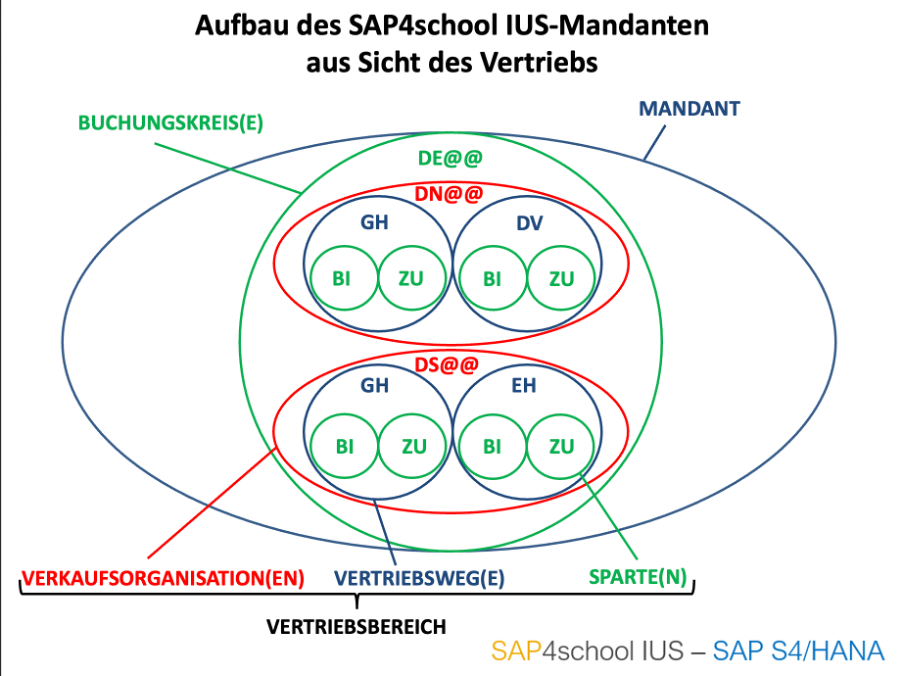 Aufbau des SAP4school IUS-Mandanten
aus Sicht des Vertriebs
MANDANT
BUCHUNGSKREIS(E)
DE@@
DN@@
GH DV
BI ZU BI ZU
DS@@
GH EH
BI ZU BI ZU
VERKAUFSORGANISATION(EN) VERTRIEBSWEG(E) SPARTE(N)
VERTRIEBSBEREICH
SAP4school IUS – SAP S4/HANA